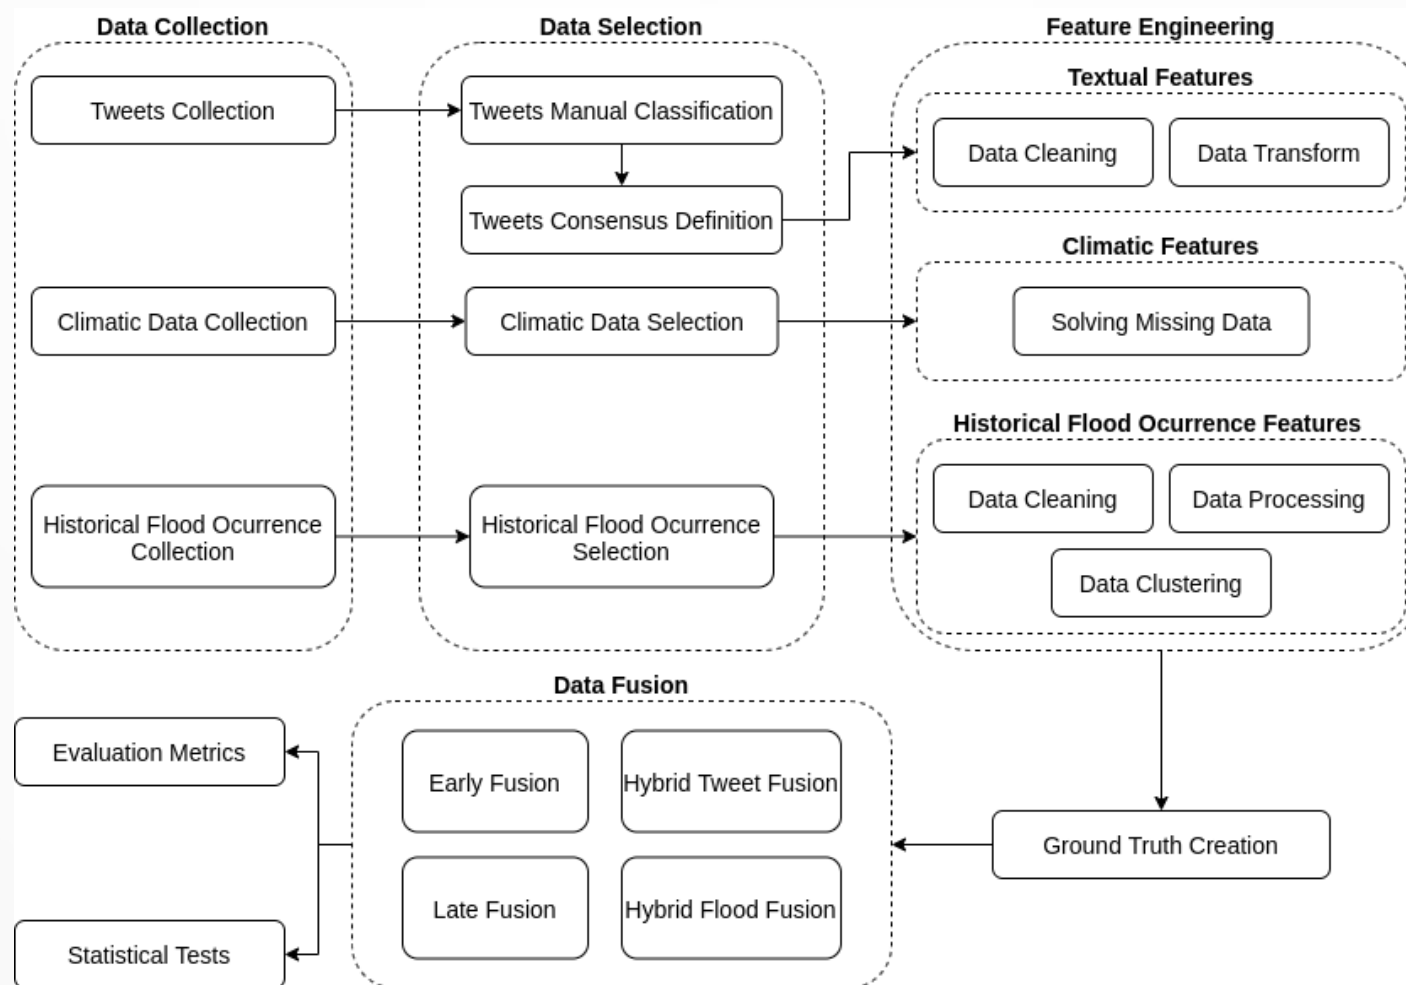 Data Collection
Data Selection
Feature Engineering
Textual Features
Tweets Collection
Tweets Manual Classification
Data Cleaning
Data Transform
Tweets Consensus Definition
Climatic Features
Climatic Data Collection
Climatic Data Selection
Solving Missing Data
Historical Flood Ocurrence Features
Historical Flood Ocurrence
Collection
Historical Flood Ocurrence
Selection
Data Cleaning
Data Processing
Data Clustering
Data Fusion
Evaluation Metrics
Early Fusion
Hybrid Tweet Fusion
Ground Truth Creation
Late Fusion
Hybrid Flood Fusion
Statistical Tests